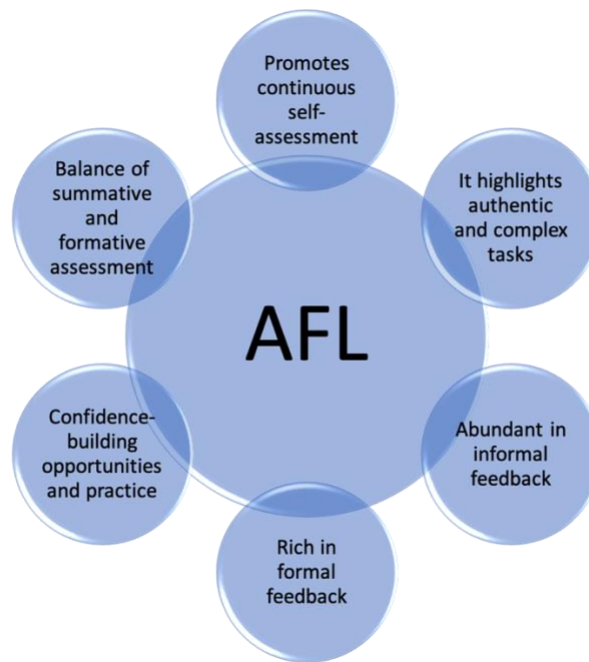 Promotes
continuous
self-
assessment
It highlights
authentic
and complex
tasks
Abundant in
informal
feedback
Rich in
formal
feedback
Confidence-
building
opportunities
and practice
Balance of
summative
and
formative
assessment
AFL